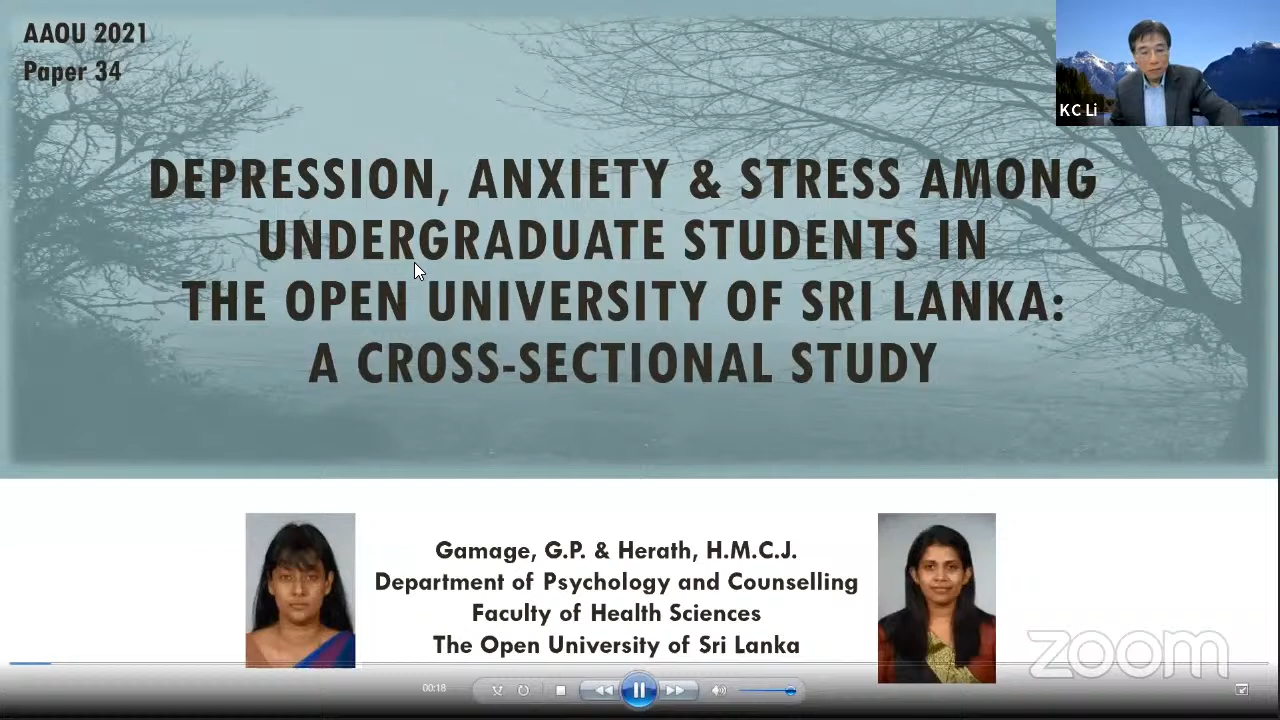 AAOU 2021
Paper 34
KC Li
DEPRESSION, ANXIETY & STRESS AMONG
UNDERGRADUATE STUDENTS IN
THE OPEN UNIVERSITY OF SRI LANKA:
A CROSS-SECTIONAL STUDY
Gamage, G.P. & Herath, H.M.C.J.
Department of Psychology and Counselling
Faculty of Health Sciences
The Open University of Sri Lanka
zoom
00:18